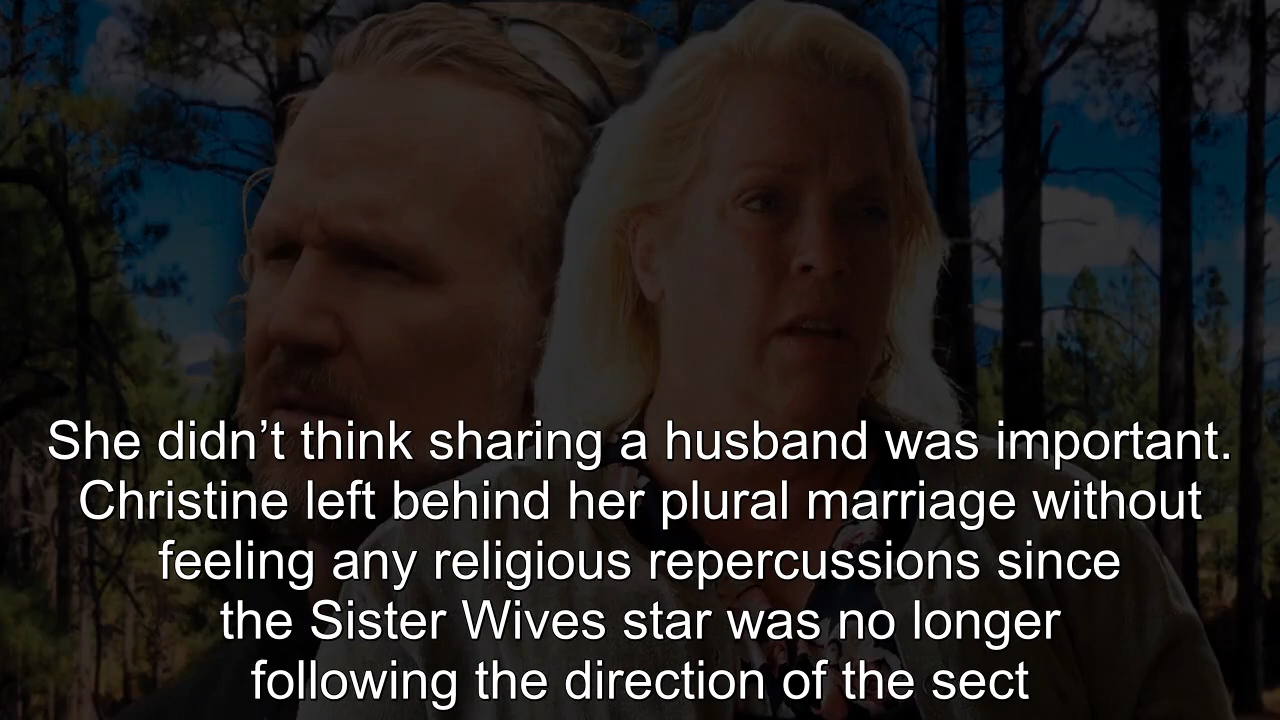 She didn’t think sharing a husband was important.
Christine left behind her plural marriage without
feeling any religious repercussions since
the Sister Wives star was no longer
following the direction of the sect